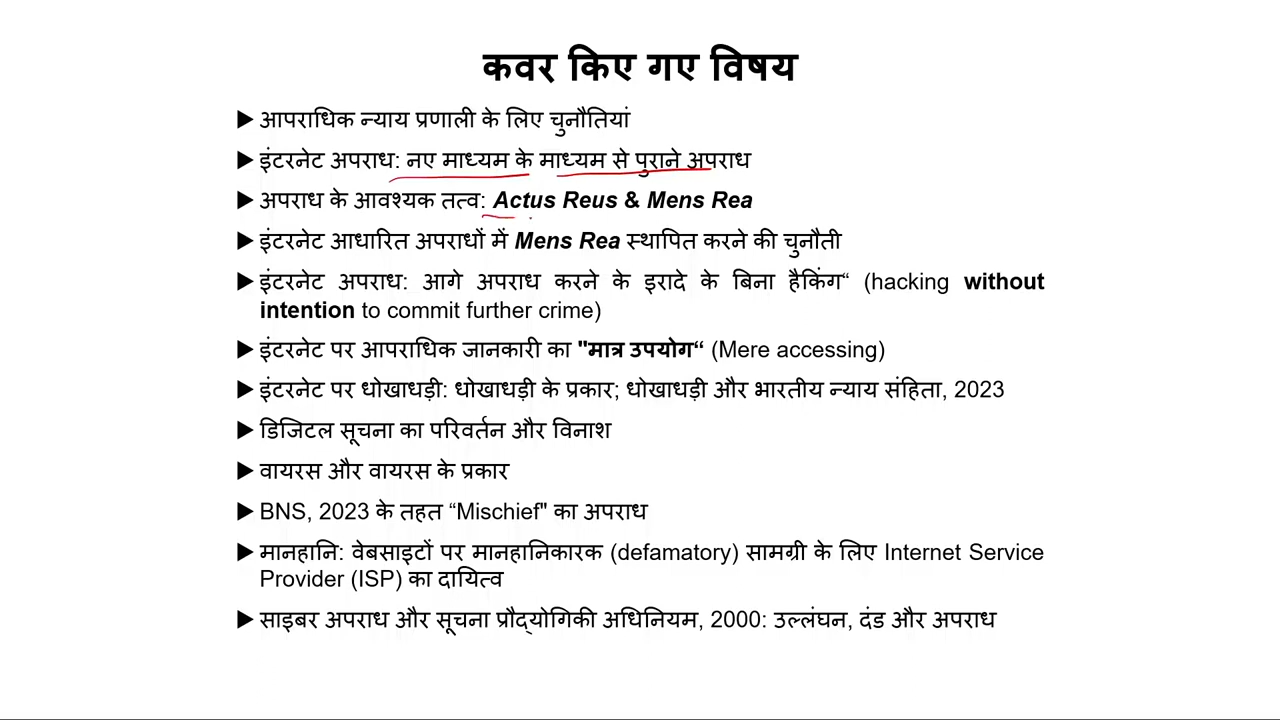 कवर किए गए विषय
▶ आपराधिक न्याय प्रणाली के लिए चुनौतियां
▶ इंटरनेट अपराध: नए माध्यम के माध्यम से पुराने अपराध
▶ अपराध के आवश्यक तत्व: Actus Reus & Mens Rea
▶ इंटरनेट आधारित अपराधों में Mens Rea स्थापित करने की चुनौती
▶ इंटरनेट अपराध: आगे अपराध करने के इरादे के बिना हैकिंग“ (hacking without
intention to commit further crime)
▶ इंटरनेट पर आपराधिक जानकारी का "मात्र उपयोग“ (Mere accessing)
▶ इंटरनेट पर धोखाधड़ी: धोखाधड़ी के प्रकार; धोखाधड़ी और भारतीय न्याय संहिता, 2023
▶ डिजिटल सूचना का परिवर्तन और विनाश
▶ वायरस और वायरस के प्रकार
▶ BNS, 2023 के तहत “Mischief" का अपराध
▶ मानहानि: वेबसाइटों पर मानहानिकारक (defamatory) सामग्री के लिए Internet Service
Provider (ISP) का दायित्व
▶ साइबर अपराध और सूचना प्रौद्योगिकी अधिनियम, 2000: उल्लंघन, दंड और अपराध